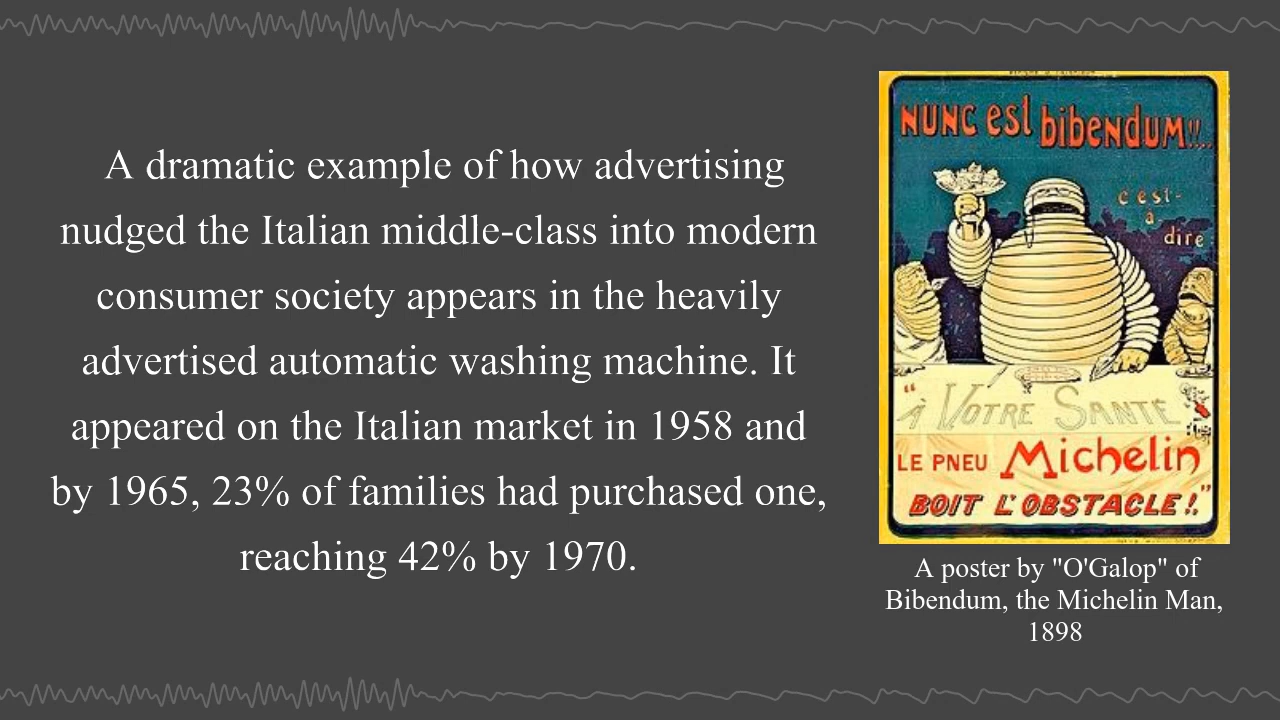 A dramatic example of how advertising
nudged the Italian middle-class into modern
consumer society appears in the heavily
advertised automatic washing machine. It
appeared on the Italian market in 1958 and
by 1965, 23% of families had purchased one,
reaching 42% by 1970.
NUNC est bibendum!!..
c'est-
à
dire
"à Votre Santé
LE PNEU Michelin
BOIT L'OBSTACLE!."
A poster by "O'Galop" of
Bibendum, the Michelin Man,
1898